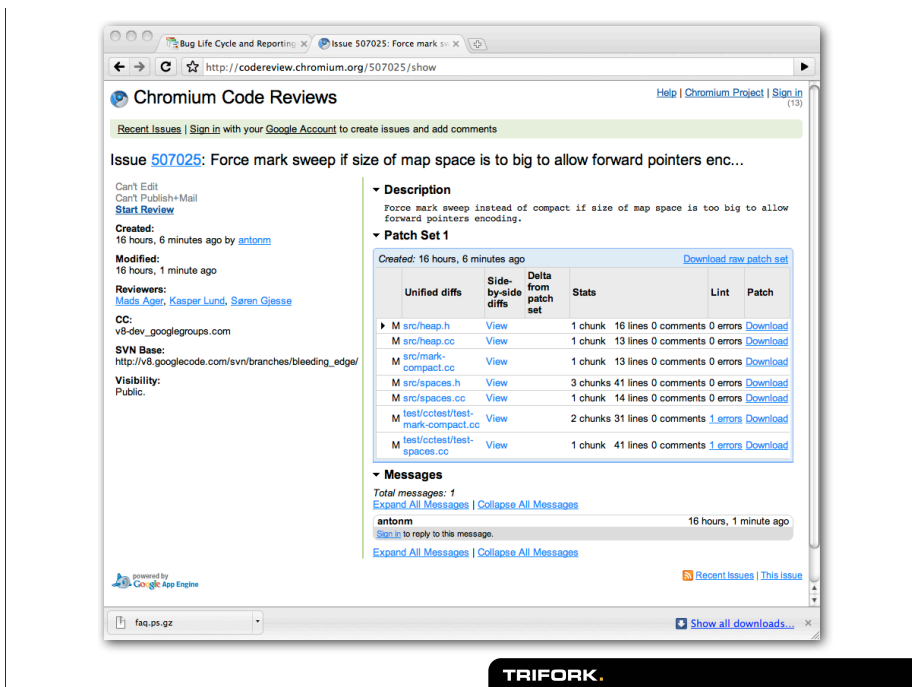 Bug Life Cycle and Reporting
Issue 507025: Force mark sw
http://codereview.chromium.org/507025/show
Chromium Code Reviews
Help | Chromium Project | Sign in
(13)
Recent Issues | Sign in with your Google Account to create issues and add comments
Issue 507025: Force mark sweep if size of map space is to big to allow forward pointers enc...
Can't Edit
Can't Publish+Mail
Start Review
Created:
16 hours, 6 minutes ago by antonm
Modified:
16 hours, 1 minute ago
Reviewers:
Mads Ager, Kasper Lund, Søren Gjesse
CC:
v8-dev_googlegroups.com
SVN Base:
http://v8.googlecode.com/svn/branches/bleeding_edge/
Visibility:
Public.
Description
Force mark sweep instead of compact if size of map space is too big to allow
forward pointers encoding.
Patch Set 1
Created: 16 hours, 6 minutes ago Download raw patch set
Unified diffs Side-by-side diffs Delta from patch set Stats Lint Patch
M src/heap.h View 1 chunk 16 lines 0 comments 0 errors Download
M src/heap.cc View 1 chunk 13 lines 0 comments 0 errors Download
M src/mark-
compact.cc View 1 chunk 13 lines 0 comments 0 errors Download
M src/spaces.h View 3 chunks 41 lines 0 comments 0 errors Download
M src/spaces.cc View 1 chunk 14 lines 0 comments 0 errors Download
M test/cctest/test-
mark-compact.cc View 2 chunks 31 lines 0 comments 1 errors Download
M test/cctest/test-
spaces.cc View 1 chunk 41 lines 0 comments 1 errors Download
Messages
Total messages: 1
Expand All Messages | Collapse All Messages
antonm 16 hours, 1 minute ago
Sign in to reply to this message.
Expand All Messages | Collapse All Messages
powered by
Google App Engine
Recent Issues | This issue
faq.ps.gz
Show all downloads...
TRIFORK.